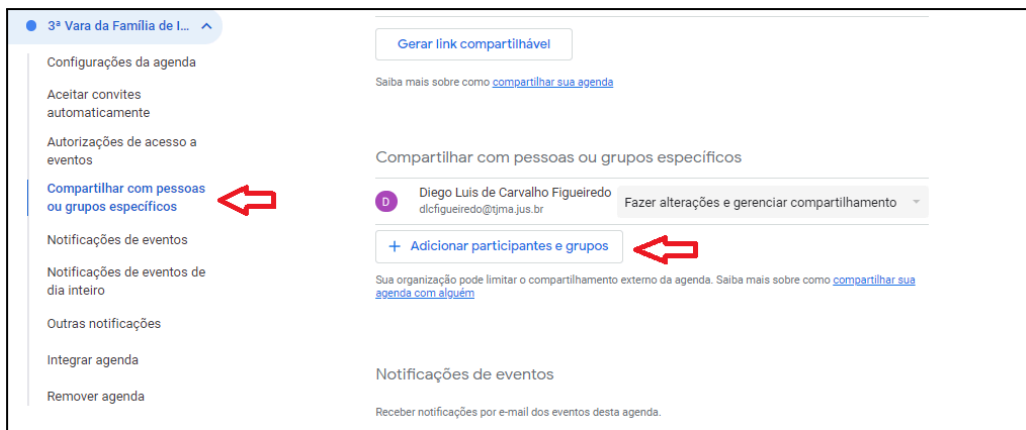 3ª Vara da Família de I...
Configurações da agenda
Aceitar convites
automaticamente
Autorizações de acesso a
eventos
Compartilhar com pessoas
ou grupos específicos
Notificações de eventos
Notificações de eventos de
dia inteiro
Outras notificações
Integrar agenda
Remover agenda
Gerar link compartilhável
Saiba mais sobre como compartilhar sua agenda
Compartilhar com pessoas ou grupos específicos
D
Diego Luis de Carvalho Figueiredo
dlcfigueiredo@tjma.jus.br
Fazer alterações e gerenciar compartilhamento
+ Adicionar participantes e grupos
Sua organização pode limitar o compartilhamento externo da agenda. Saiba mais sobre como compartilhar sua
agenda com alguém
Notificações de eventos
Receber notificações por e-mail dos eventos desta agenda.